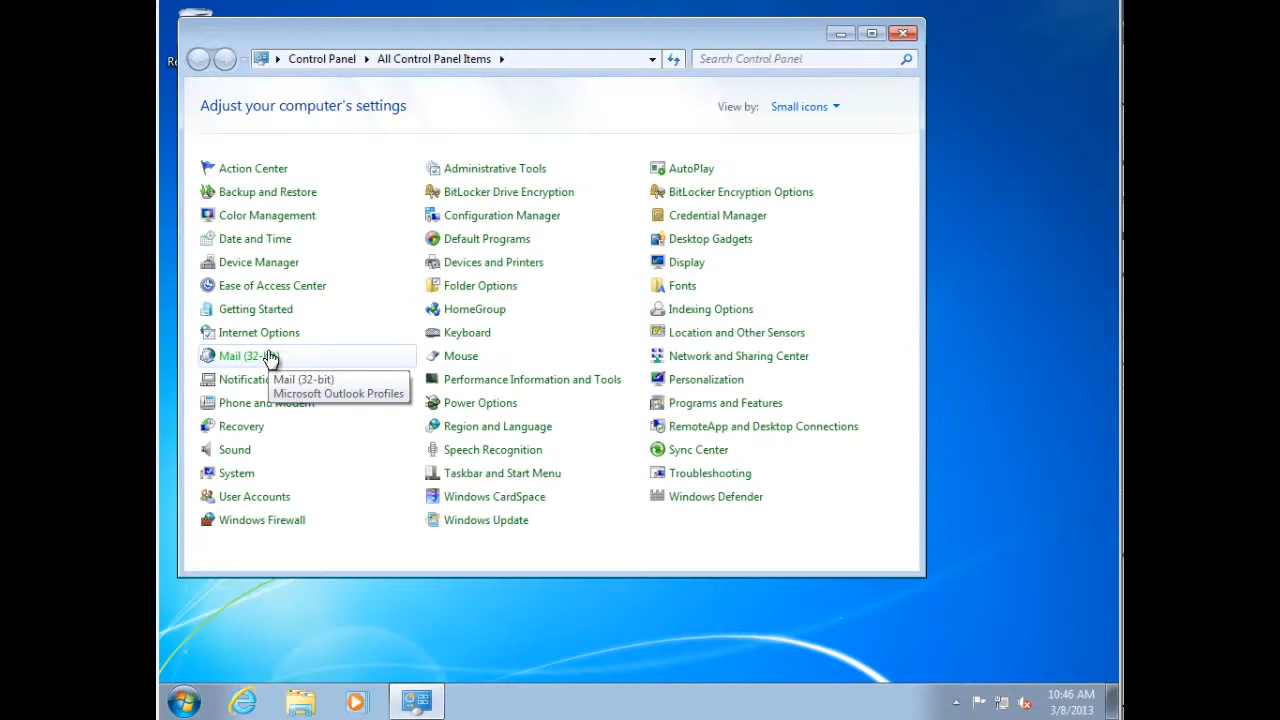 Re
Control Panel
All Control Panel Items
Search Control Panel
Adjust your computer's settings
View by: Small icons
Action Center
Administrative Tools
AutoPlay
Backup and Restore
BitLocker Drive Encryption
BitLocker Encryption Options
Color Management
Configuration Manager
Credential Manager
Date and Time
Default Programs
Desktop Gadgets
Device Manager
Devices and Printers
Display
Ease of Access Center
Folder Options
Fonts
Getting Started
HomeGroup
Indexing Options
Internet Options
Keyboard
Location and Other Sensors
Mail (32-
Mouse
Network and Sharing Center
Mail (32-bit)
Microsoft Outlook Profiles
Notificati
Performance Information and Tools
Personalization
Phone and
Power Options
Programs and Features
Recovery
Region and Language
RemoteApp and Desktop Connections
Sound
Speech Recognition
Sync Center
System
Taskbar and Start Menu
Troubleshooting
User Accounts
Windows CardSpace
Windows Defender
Windows Firewall
Windows Update
10:46 AM
3/8/2013